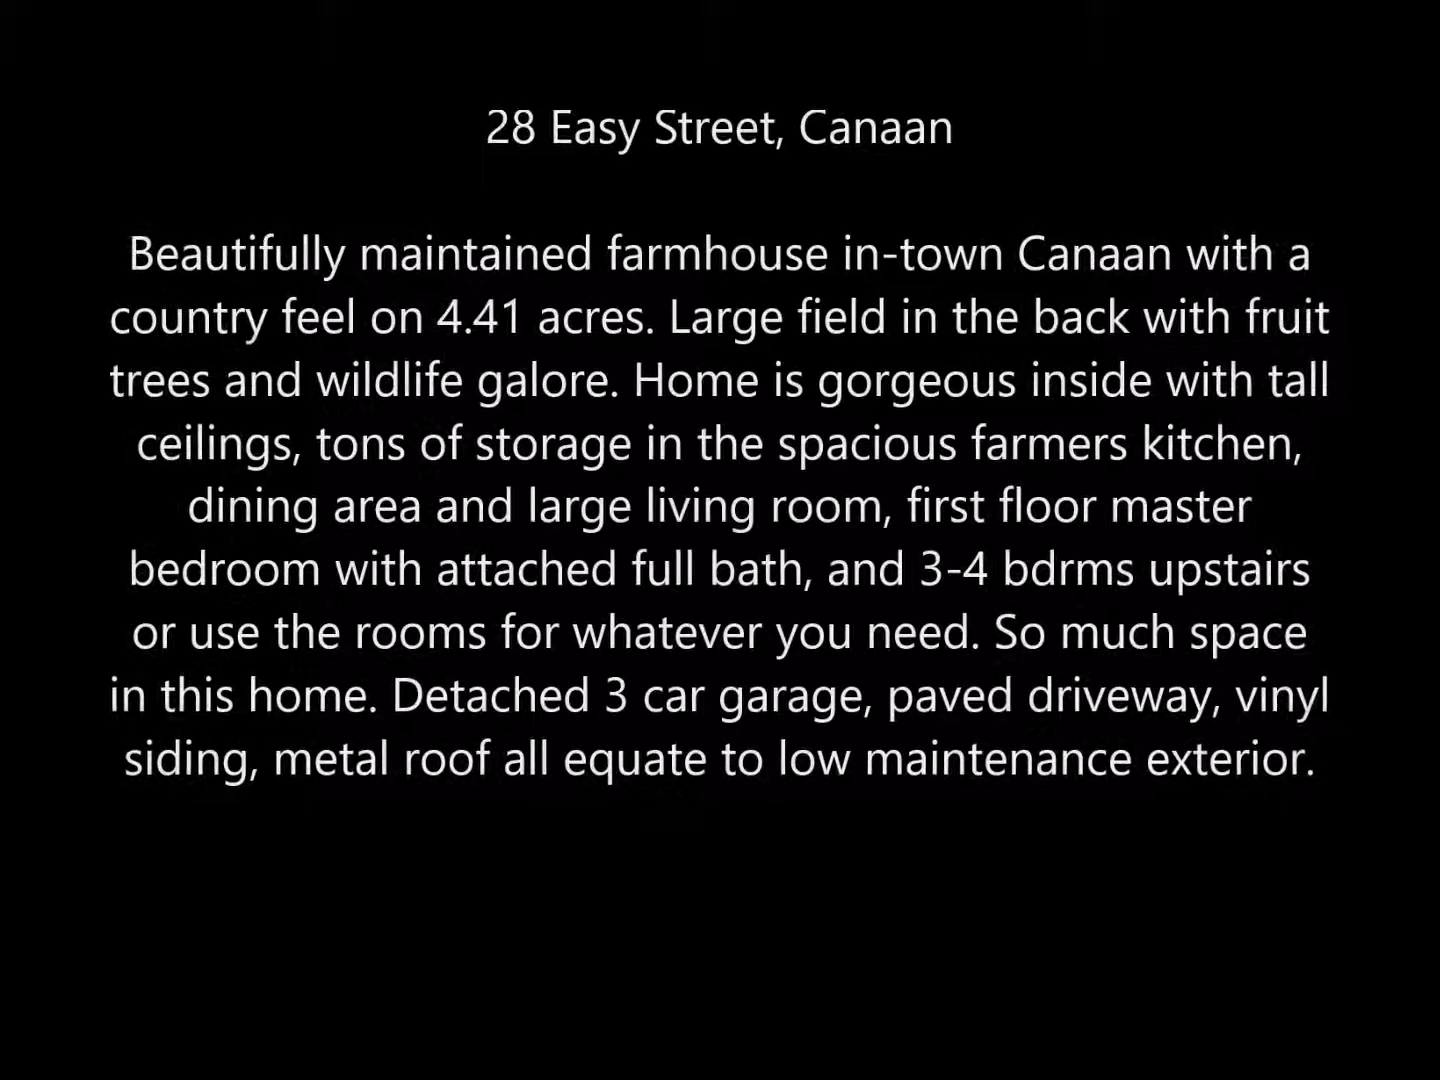 28 Easy Street, Canaan
Beautifully maintained farmhouse in-town Canaan with a
country feel on 4.41 acres. Large field in the back with fruit
trees and wildlife galore. Home is gorgeous inside with tall
ceilings, tons of storage in the spacious farmers kitchen,
dining area and large living room, first floor master
bedroom with attached full bath, and 3-4 bdrms upstairs
or use the rooms for whatever you need. So much space
in this home. Detached 3 car garage, paved driveway, vinyl
siding, metal roof all equate to low maintenance exterior.